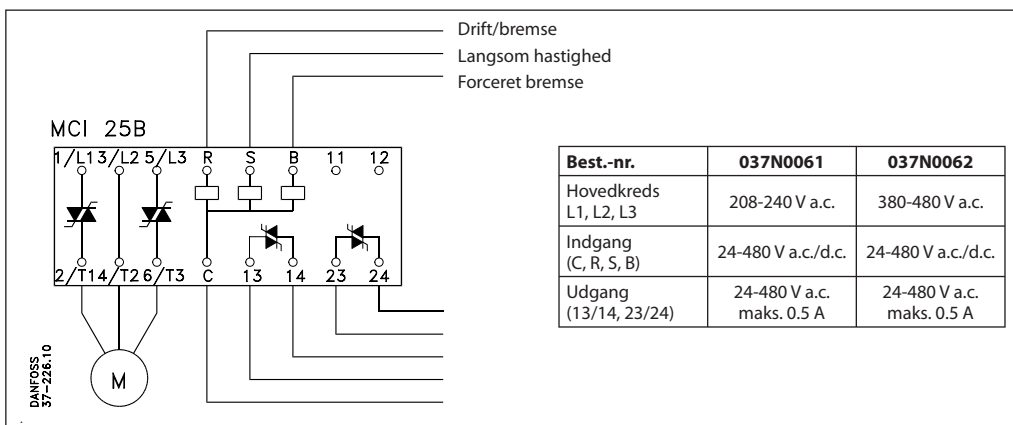 Drift/bremse
Langsom hastighed
Forceret bremse
MCI 25B
1/L1 3/L2 5/L3 R S B 11 12
2/T1 4/T2 6/T3 C 13 14 23 24
M
DANFOSS
37-226.10
Best.-nr. 037N0061 037N0062
Hovedkreds
L1, L2, L3 208-240 V a.c. 380-480 V a.c.
Indgang
(C, R, S, B) 24-480 V a.c./d.c. 24-480 V a.c./d.c.
Udgang 24-480 V a.c. 24-480 V a.c.
(13/14, 23/24) maks. 0.5 A maks. 0.5 A